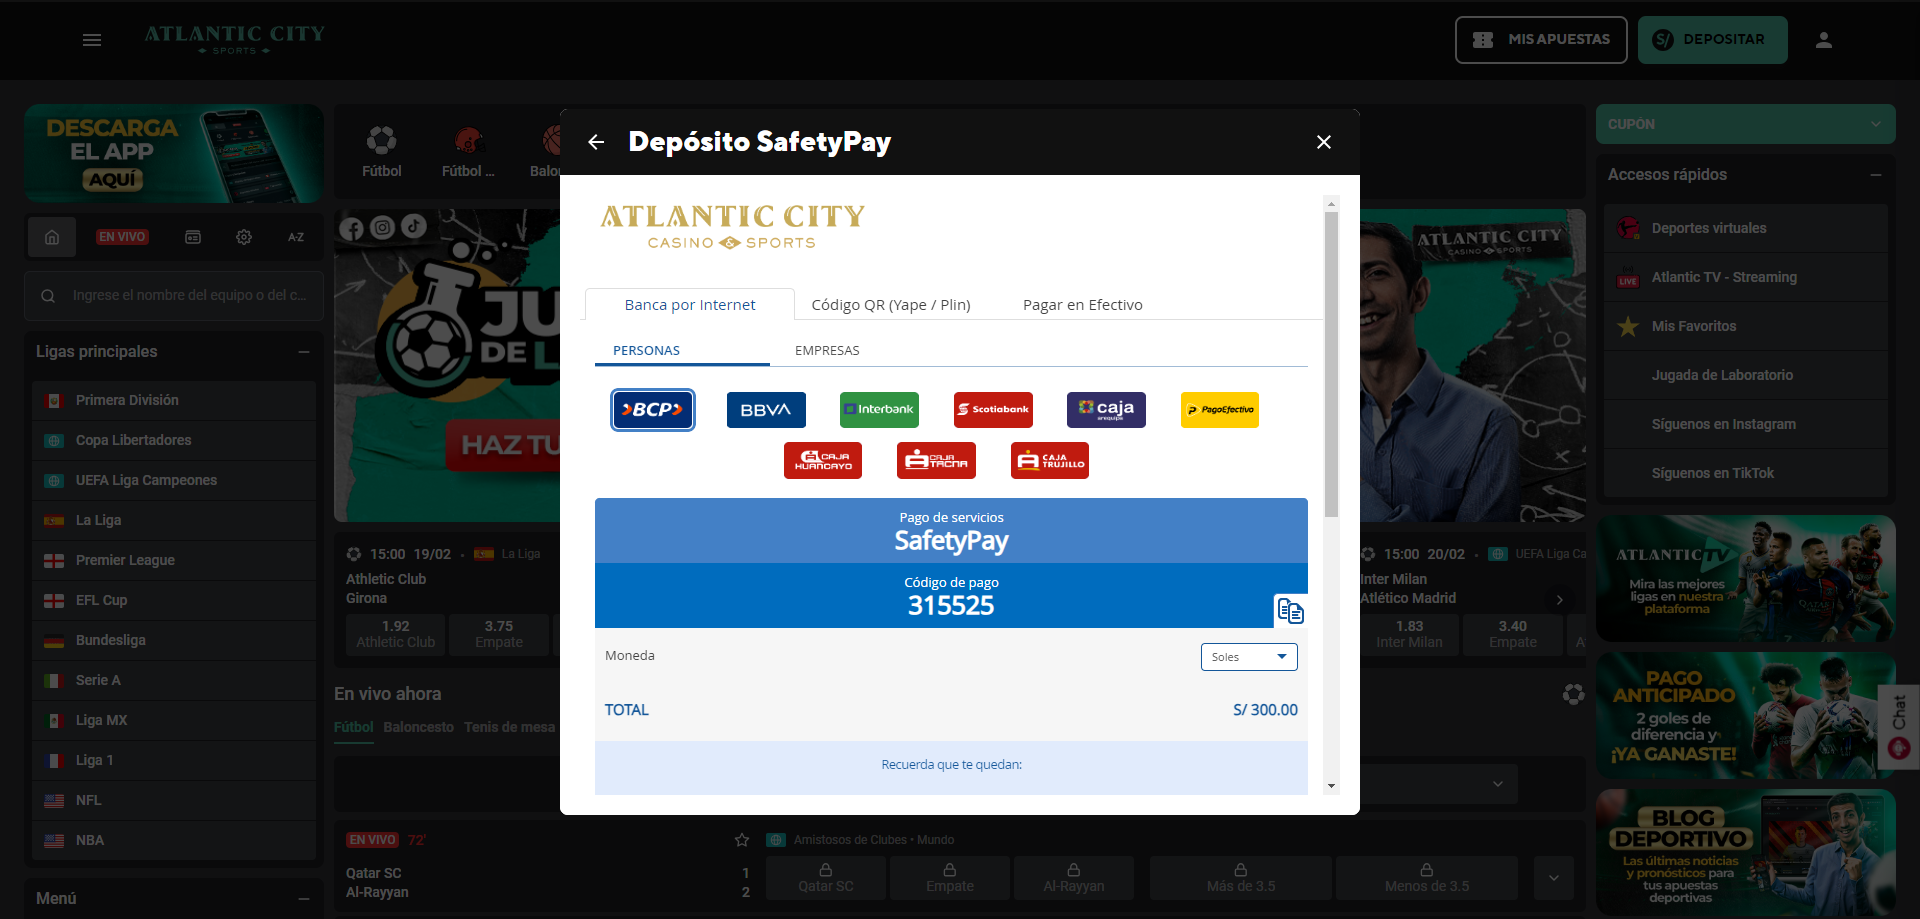 ATLANTIC CITY
SPORTS
MIS APUESTAS
S/ DEPOSITAR
DESCARGA
EL APP
AQUÍ
EN VIVO
A-Z
Ingrese el nombre del equipo o del c...
Ligas principales
Primera División
Copa Libertadores
UEFA Liga Campeones
La Liga
Premier League
EFL Cup
Bundesliga
Serie A
Liga MX
Liga 1
NFL
NBA
Menú
Fútbol
Fútbol ...
Balon
JU
DE L
HAZ TU
15:00 19/02 • La Liga
Athletic Club
Girona
1.92
Athletic Club
3.75
Empate
En vivo ahora
Fútbol
Baloncesto
Tenis de mesa
EN VIVO 72'
Qatar SC 1
Al-Rayyan 2
Amistosos de Clubes • Mundo
Qatar SC
Empate
Al-Rayyan
Más de 3.5
Menos de 3.5
Depósito SafetyPay
ATLANTIC CITY
CASINO & SPORTS
Banca por Internet
Código QR (Yape / Plin)
Pagar en Efectivo
PERSONAS
EMPRESAS
BCP
BBVA
Interbank
Scotiabank
caja
arequipa
PagoEfectivo
CAJA
HUANCAYO
CAJA
TACNA
CAJA
TRUJILLO
Pago de servicios
SafetyPay
Código de pago
315525
Moneda
Soles
TOTAL
S/ 300.00
Recuerda que te quedan:
ATLANTIC CITY
CASINO & SPORTS
15:00 20/02 • UEFA Liga Ca
Inter Milan
Atlético Madrid
1.83
Inter Milan
3.40
Empate
CUPÓN
Accesos rápidos
Deportes virtuales
LIVE
Atlantic TV - Streaming
Mis Favoritos
Jugada de Laboratorio
Síguenos en Instagram
Síguenos en TikTok
ATLANTIC TV
Mira las mejores
ligas en nuestra
plataforma
PAGO
ANTICIPADO
2 goles de
diferencia y
¡YA GANASTE!
Chat
BLOG
DEPORTIVO
Las últimas noticias
y pronósticos para
tus apuestas
deportivas